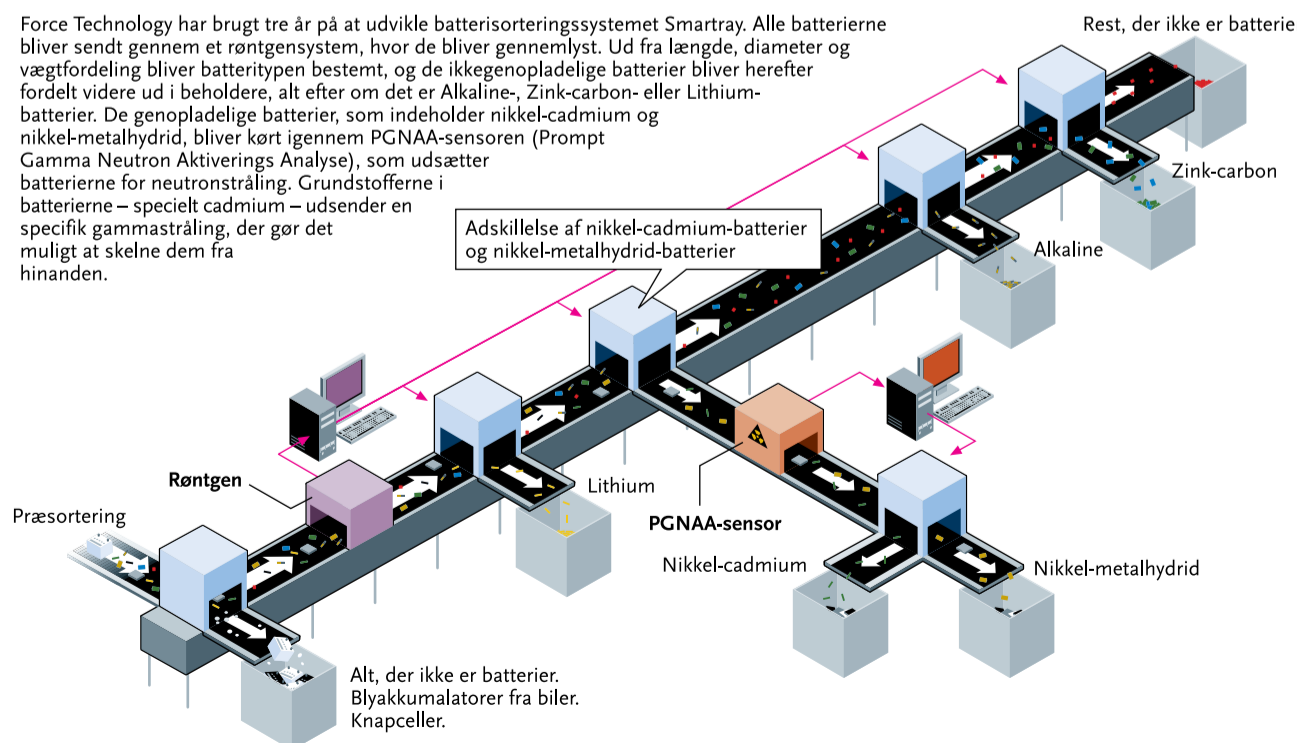 Force Technology har brugt tre år på at udvikle batterisorteringssystemet Smartray. Alle batterierne
bliver sendt gennem et røntgensystem, hvor de bliver gennemlyst. Ud fra længde, diameter og
vægtfordeling bliver batteritypen bestemt, og de ikkegenopladelige batterier bliver herefter
fordelt videre ud i beholdere, alt efter om det er Alkaline-, Zink-carbon- eller Lithium-
batterier. De genopladelige batterier, som indeholder nikkel-cadmium og
nikkel-metalhydrid, bliver kørt igennem PGNAA-sensoren (Prompt
Gamma Neutron Aktiverings Analyse), som udsætter
batterierne for neutronstråling. Grundstofferne i
batterierne – specielt cadmium – udsender en
specifik gammastråling, der gør det
muligt at skelne dem fra
hinanden.
Rest, der ikke er batterie
Zink-carbon
Alkaline
Adskillelse af nikkel-cadmium-batterier
og nikkel-metalhydrid-batterier
Røntgen
Lithium
Præsortering
PGNAA-sensor
Nikkel-cadmium
Nikkel-metalhydrid
Alt, der ikke er batterier.
Blyakkumalatorer fra biler.
Knapceller.